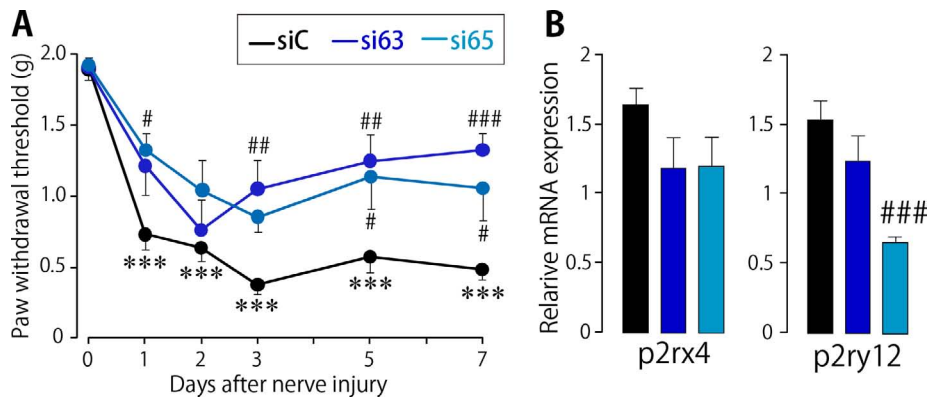 A
siC si63 si65
Paw withdrawal threshold (g)
2.0
1.5
1.0
0.5
0
# ## ## ###
# #
*** *** *** *** ***
0 1 2 3 5 7
Days after nerve injury
B
Relarive mRNA expression
2
1.5
1
0.5
0
p2rx4
2
1.5
1
0.5
0
###
p2ry12